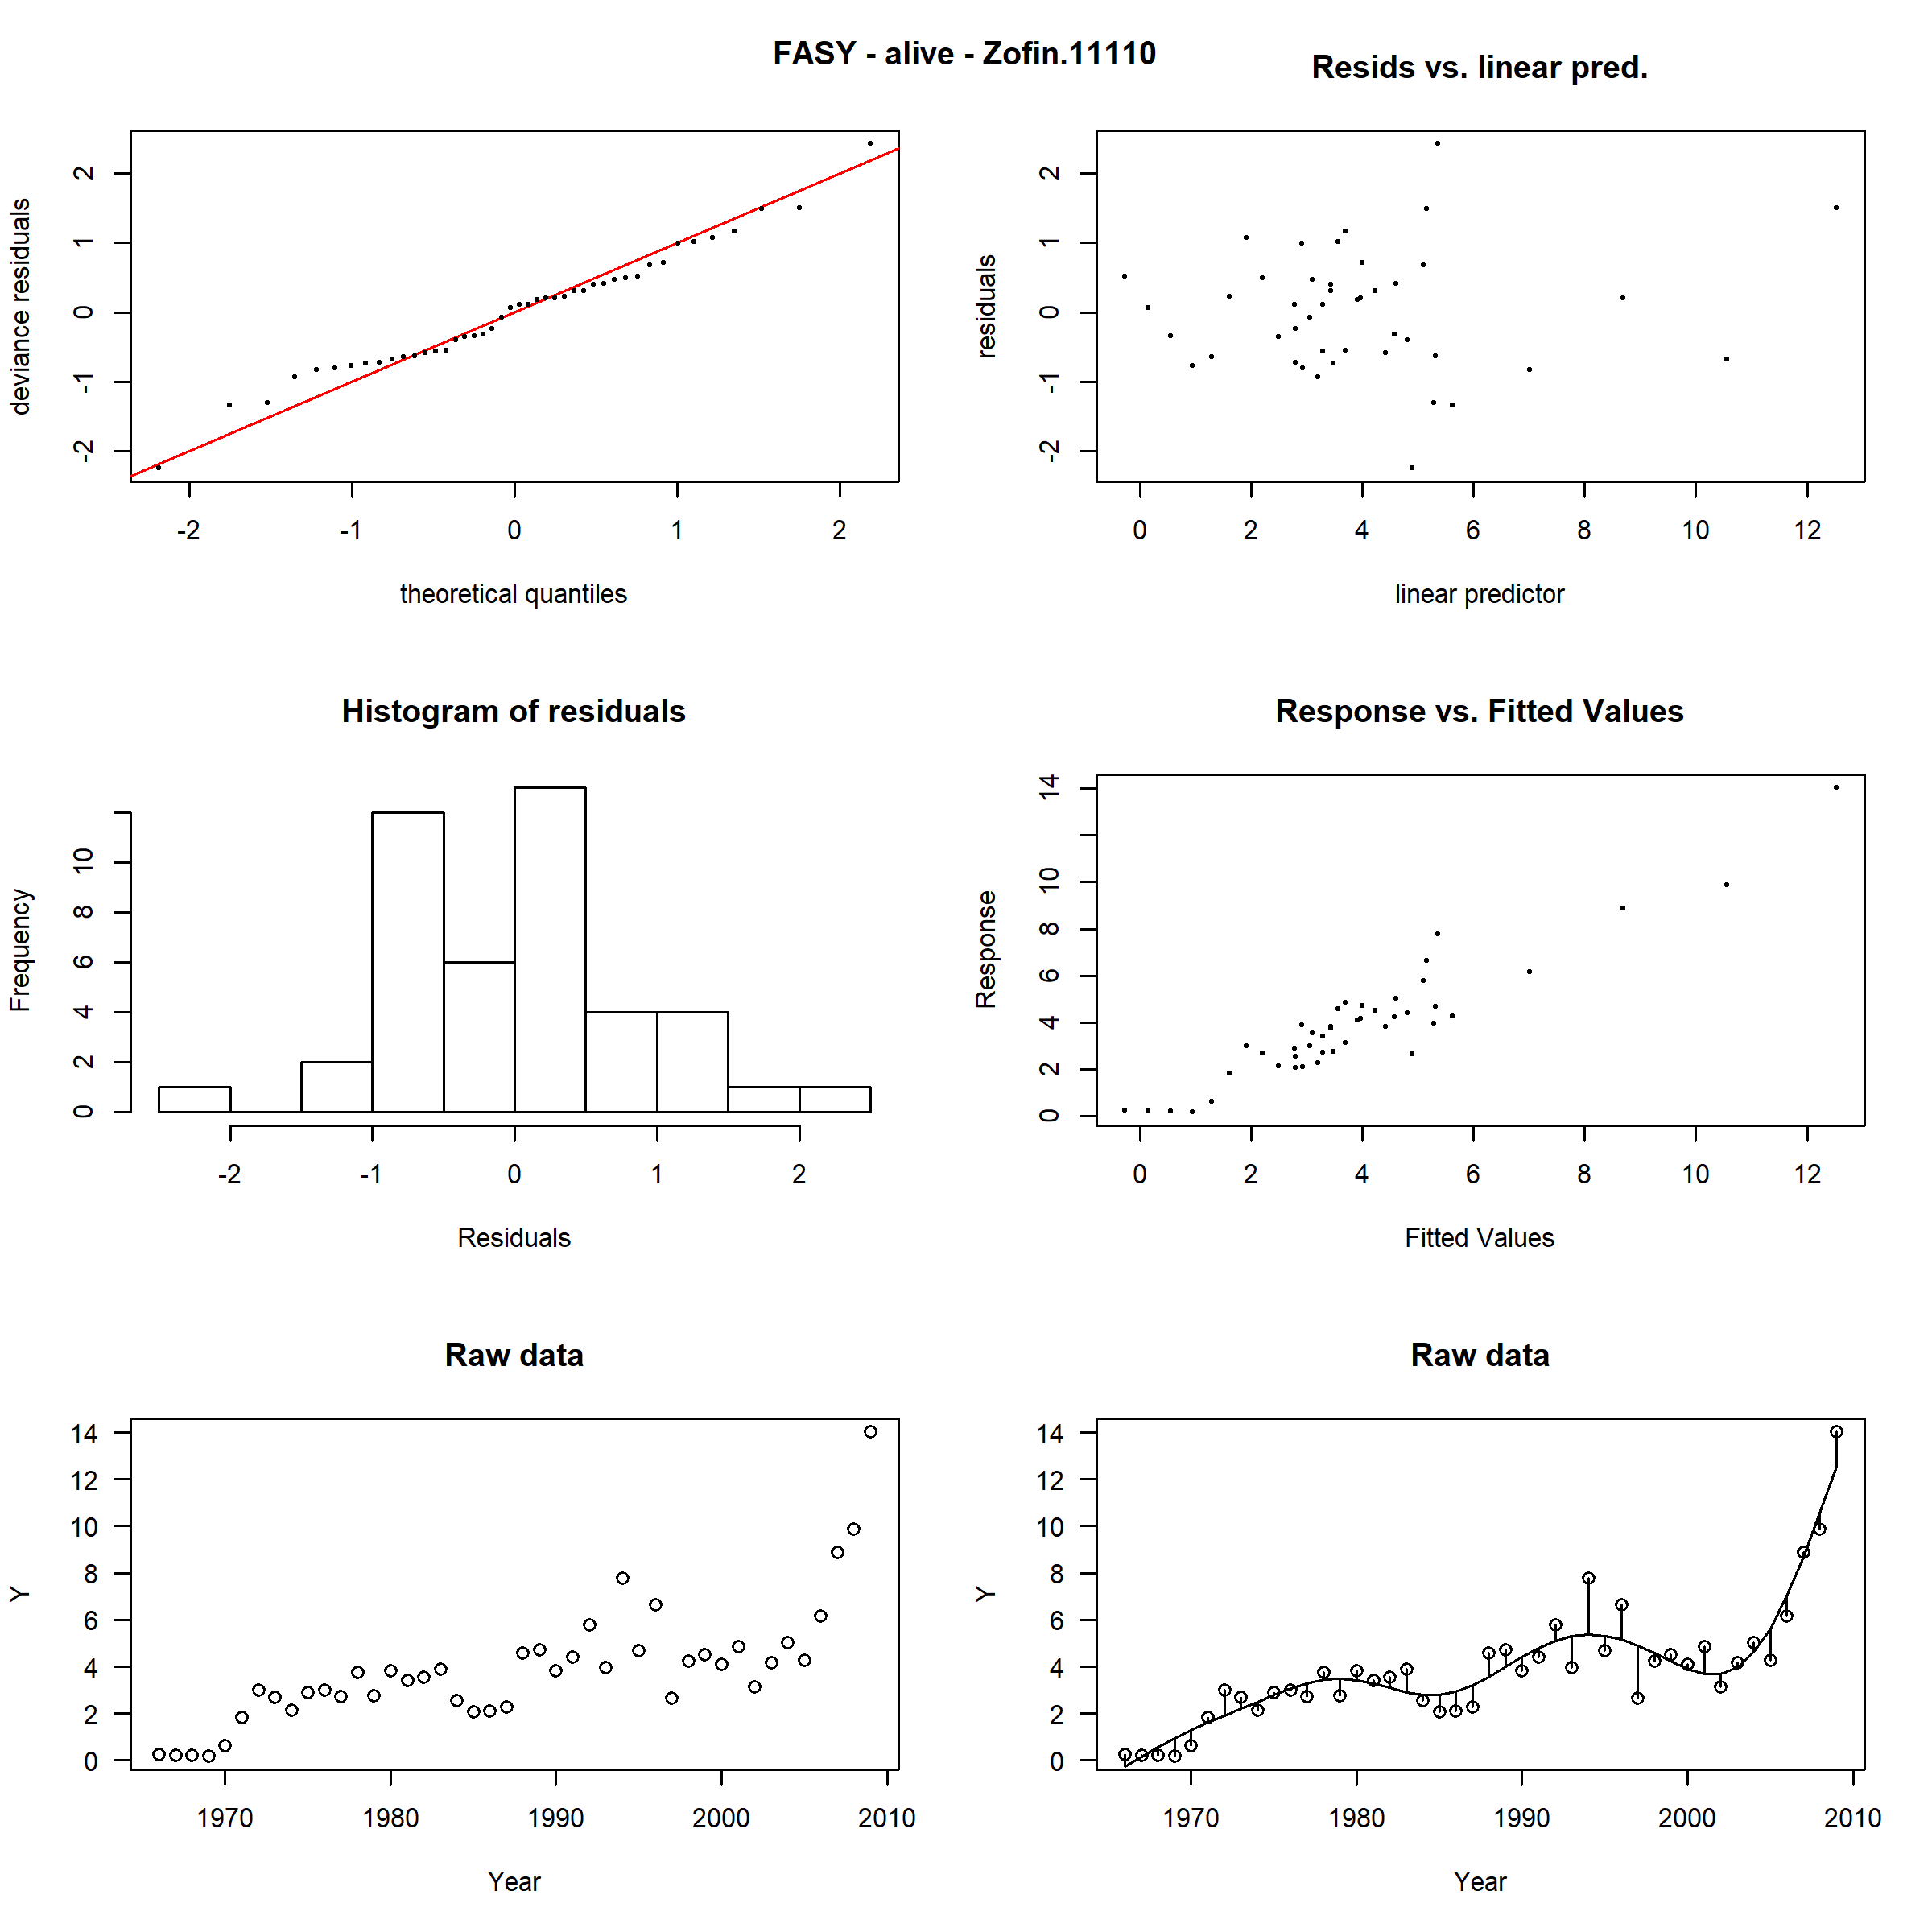 FASY - alive - Zofin.11110
deviance residuals
2
1
0
-1
-2
-2 -1 0 1 2
theoretical quantiles
Resids vs. linear pred.
residuals
2
1
0
-1
-2
0 2 4 6 8 10 12
linear predictor
Histogram of residuals
Frequency
10
8
6
4
2
0
-2 -1 0 1 2
Residuals
Response vs. Fitted Values
Response
14
10
8
6
4
2
0
0 2 4 6 8 10 12
Fitted Values
Raw data
Y
14
12
10
8
6
4
2
0
1970 1980 1990 2000 2010
Year
Raw data
Y
14
12
10
8
6
4
2
0
1970 1980 1990 2000 2010
Year